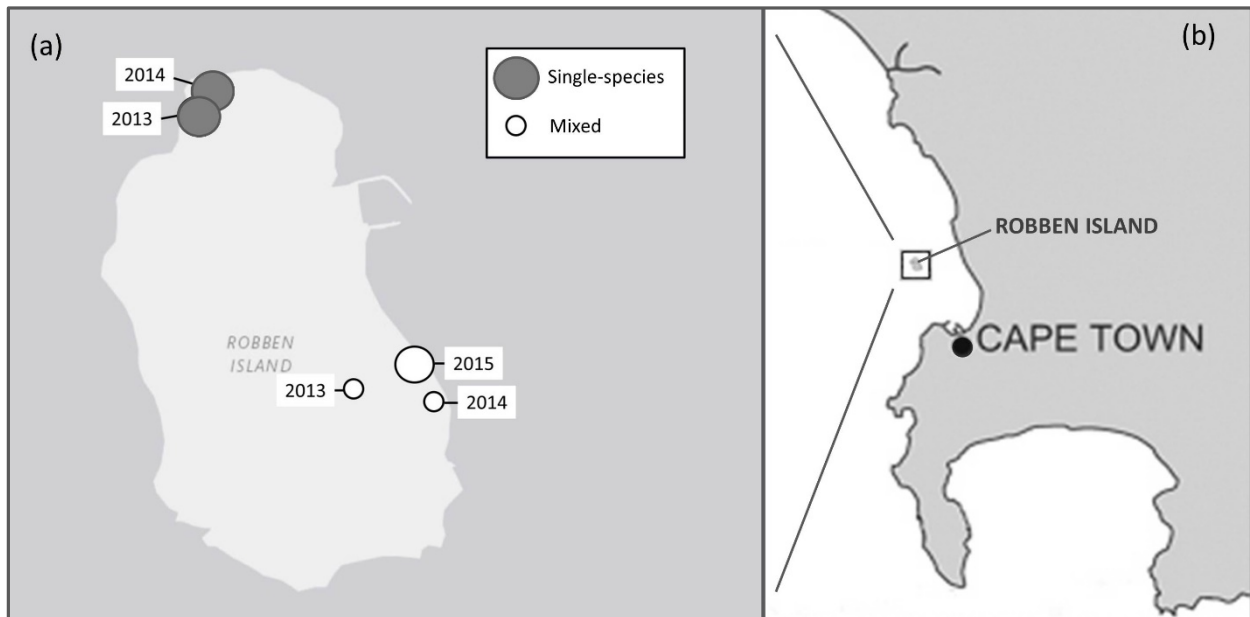 (a)
2014
2013
Single-species
Mixed
ROBBEN
ISLAND
2013
2015
2014
(b)
ROBBEN ISLAND
CAPE TOWN